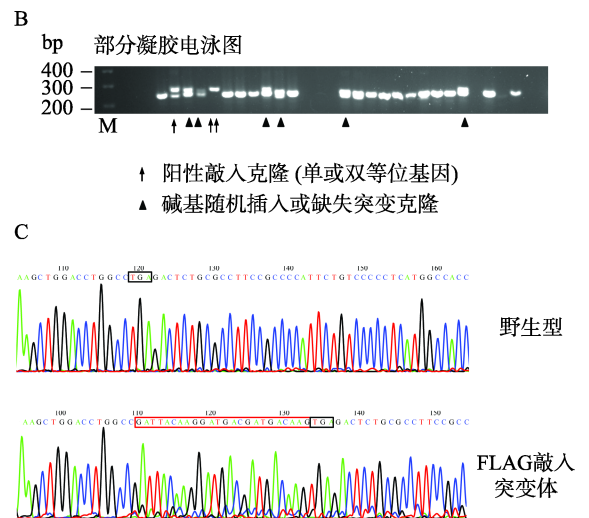 B
bp 部分凝胶电泳图
400
300
200
M
阳性敲入克隆 (单或双等位基因)
碱基随机插入或缺失突变克隆
C
110 120 130 140 150 160
AAGCTGGACCTGGCCTGAGACTCTGCGCCTTCCGCCCCATTCTGTCCCCCTCATGGCCACC
野生型
100 110 120 130 140 150
AAGCTGGACCTGGCCGATTACAAGGATGACGATGACAAGTGAGACTCTGCGCCTTCCGCC
FLAG敲入
突变体